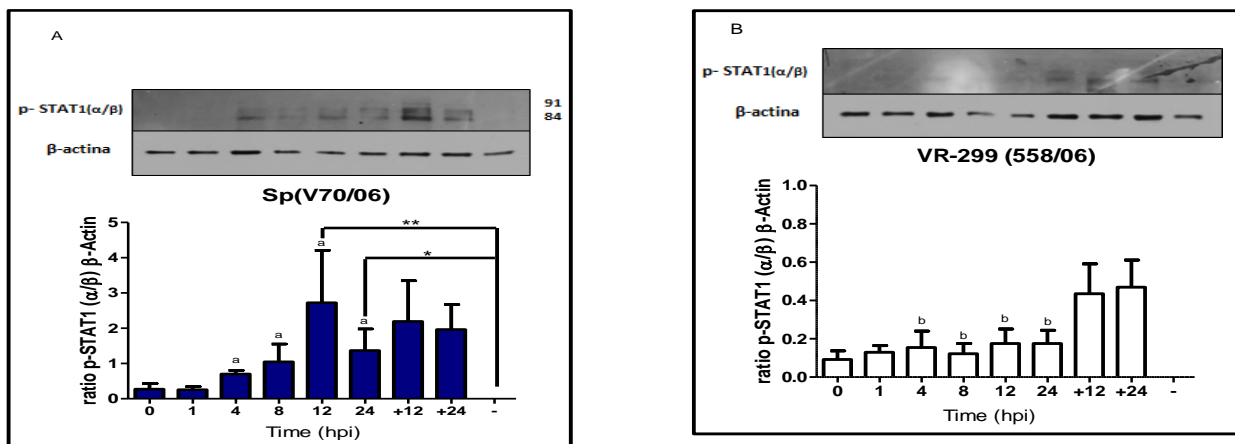 A
p- STAT1(α/β)
91
84
β-actina
Sp(V70/06)
ratio p-STAT1 (α/β) β-Actin
5
4
3
2
1
0
a
a
a
a
**
*
0 1 4 8 12 24 +12 +24 -
Time (hpi)
B
p- STAT1(α/β)
β-actina
VR-299 (558/06)
ratio p-STAT1 (α/β) β-Actin
1.0
0.8
0.6
0.4
0.2
0.0
b
b
b
b
0 1 4 8 12 24 +12 +24 -
Time (hpi)